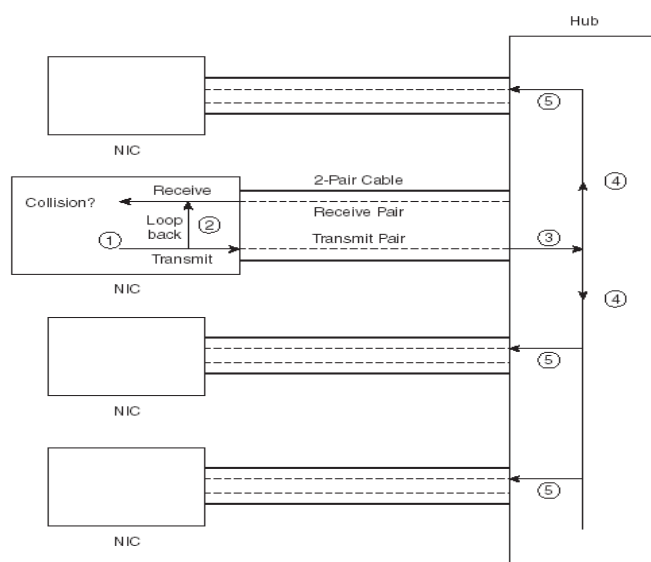 Hub
⑤
NIC
④
2-Pair Cable
Receive
Collision?
Receive Pair
Loop
back
②
①
Transmit Pair
③
Transmit
NIC
④
⑤
NIC
⑤
NIC